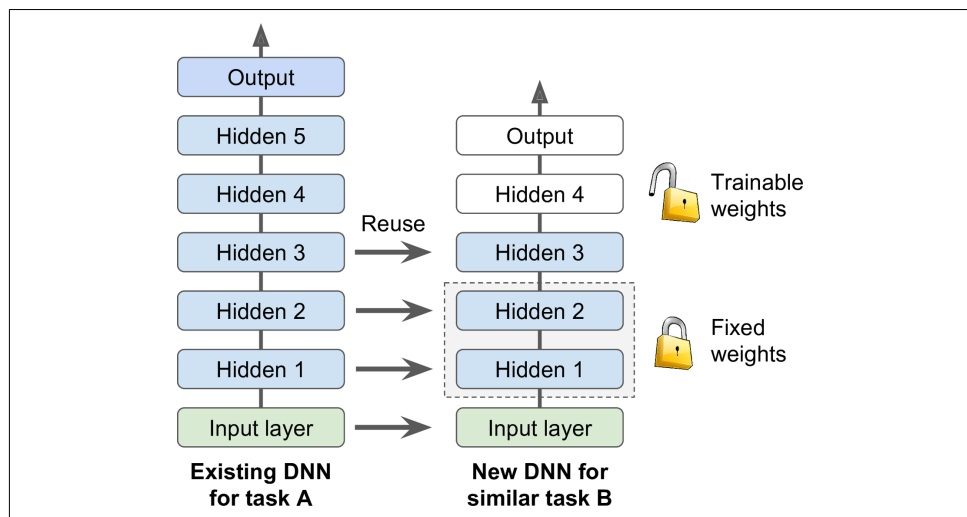 Output
Hidden 5
Hidden 4
Hidden 3
Hidden 2
Hidden 1
Input layer
Existing DNN
for task A
Reuse
Output
Hidden 4
Hidden 3
Hidden 2
Hidden 1
Input layer
New DNN for
similar task B
Trainable
weights
Fixed
weights